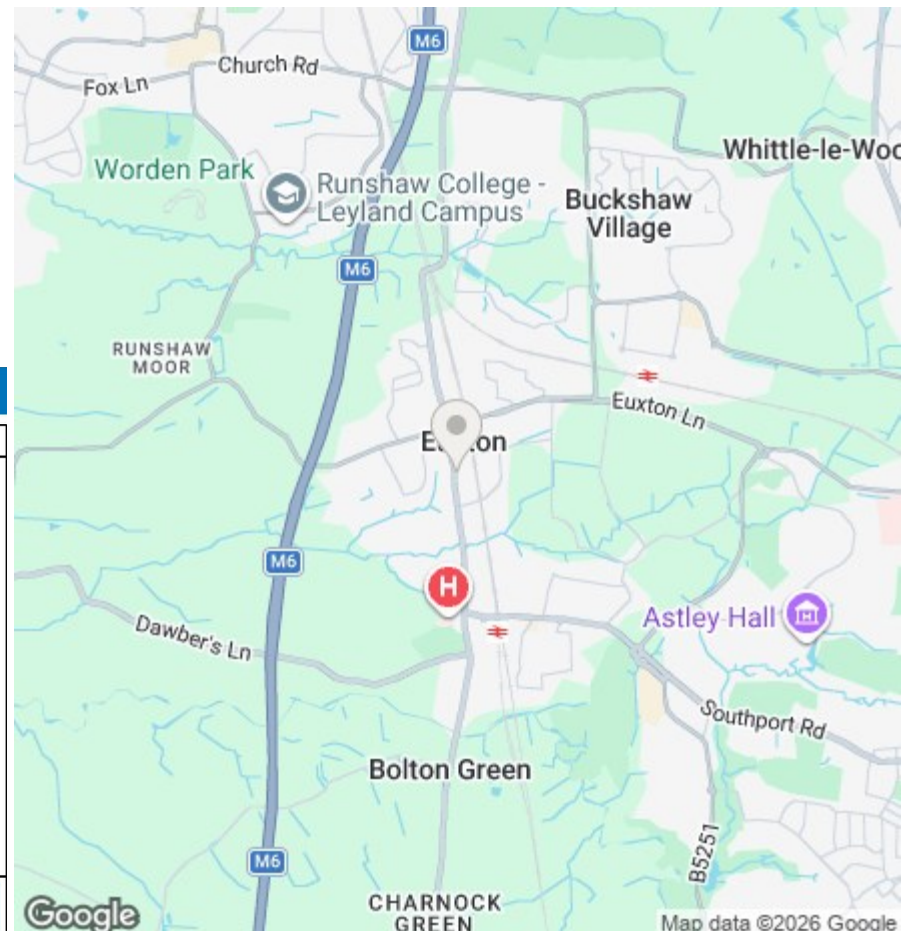 M6
Church Rd
Fox Ln
Whittle-le-Woo
Worden Park
Runshaw College -
Leyland Campus
Buckshaw
Village
M6
RUNSHAW
MOOR
Euxton Ln
M6
H
Astley Hall
Dawber's Ln
Southport Rd
Bolton Green
B5251
M6
CHARNOCK
GREEN
Google
Map data ©2026 Google